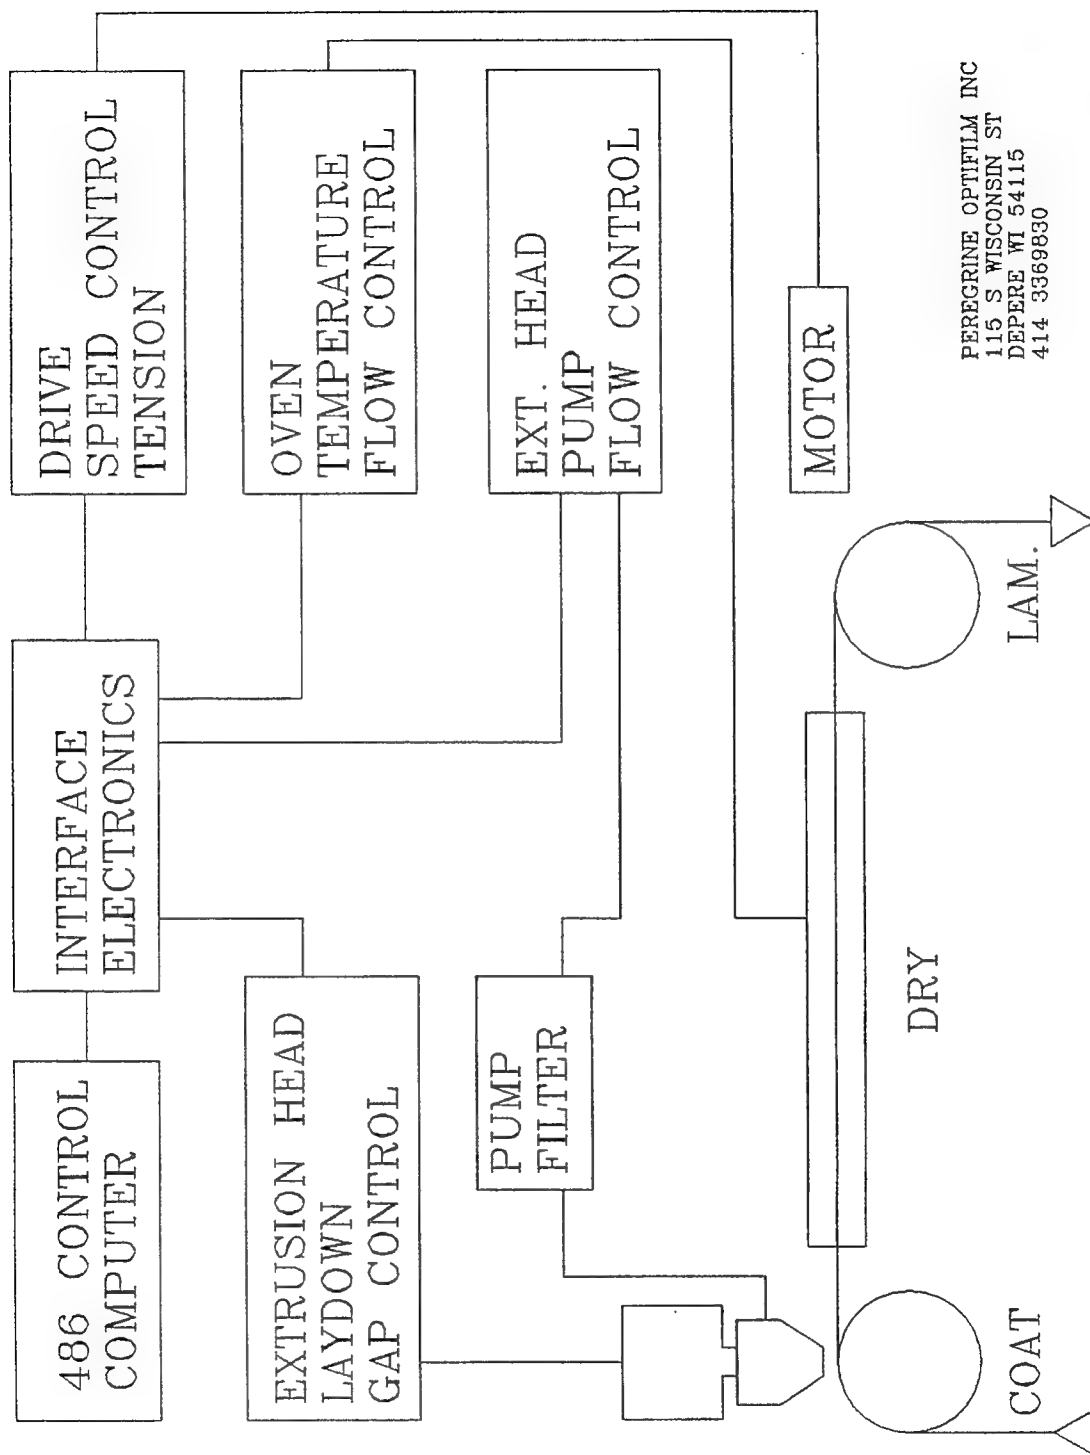 486 CONTROL
COMPUTER
INTERFACE
ELECTRONICS
DRIVE
SPEED CONTROL
TENSION
EXTRUSION HEAD
LAYDOWN
GAP CONTROL
OVEN
TEMPERATURE
FLOW CONTROL
PUMP
FILTER
EXT. HEAD
PUMP
FLOW CONTROL
MOTOR
COAT
DRY
LAM.
PEREGRINE OPTIFILM INC
115 S WISCONSIN ST
DEPERE WI 54115
414 3369830